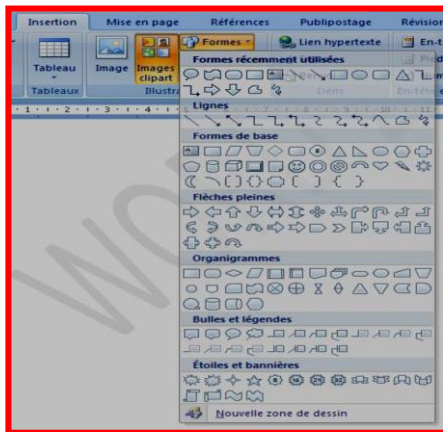 Insertion Mise en page Références Publipostage Révision
Formes Lien hypertexte
Tableau Image Images clipart
Tableaux
Formes récemment utilisées
Lignes
Formes de base
Flèches pleines
Organigrammes
Bulles et légendes
Étoiles et bannières
Nouvelle zone de dessin